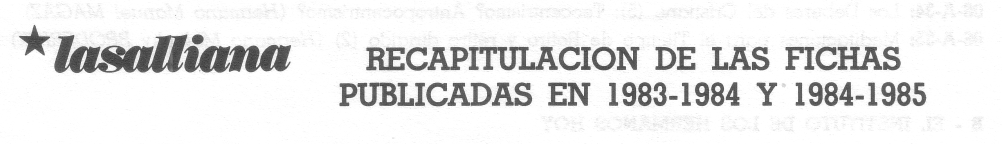 *lasalliana
RECAPITULACION DE LAS FICHAS
PUBLICADAS EN 1983-1984 Y 1984-1985